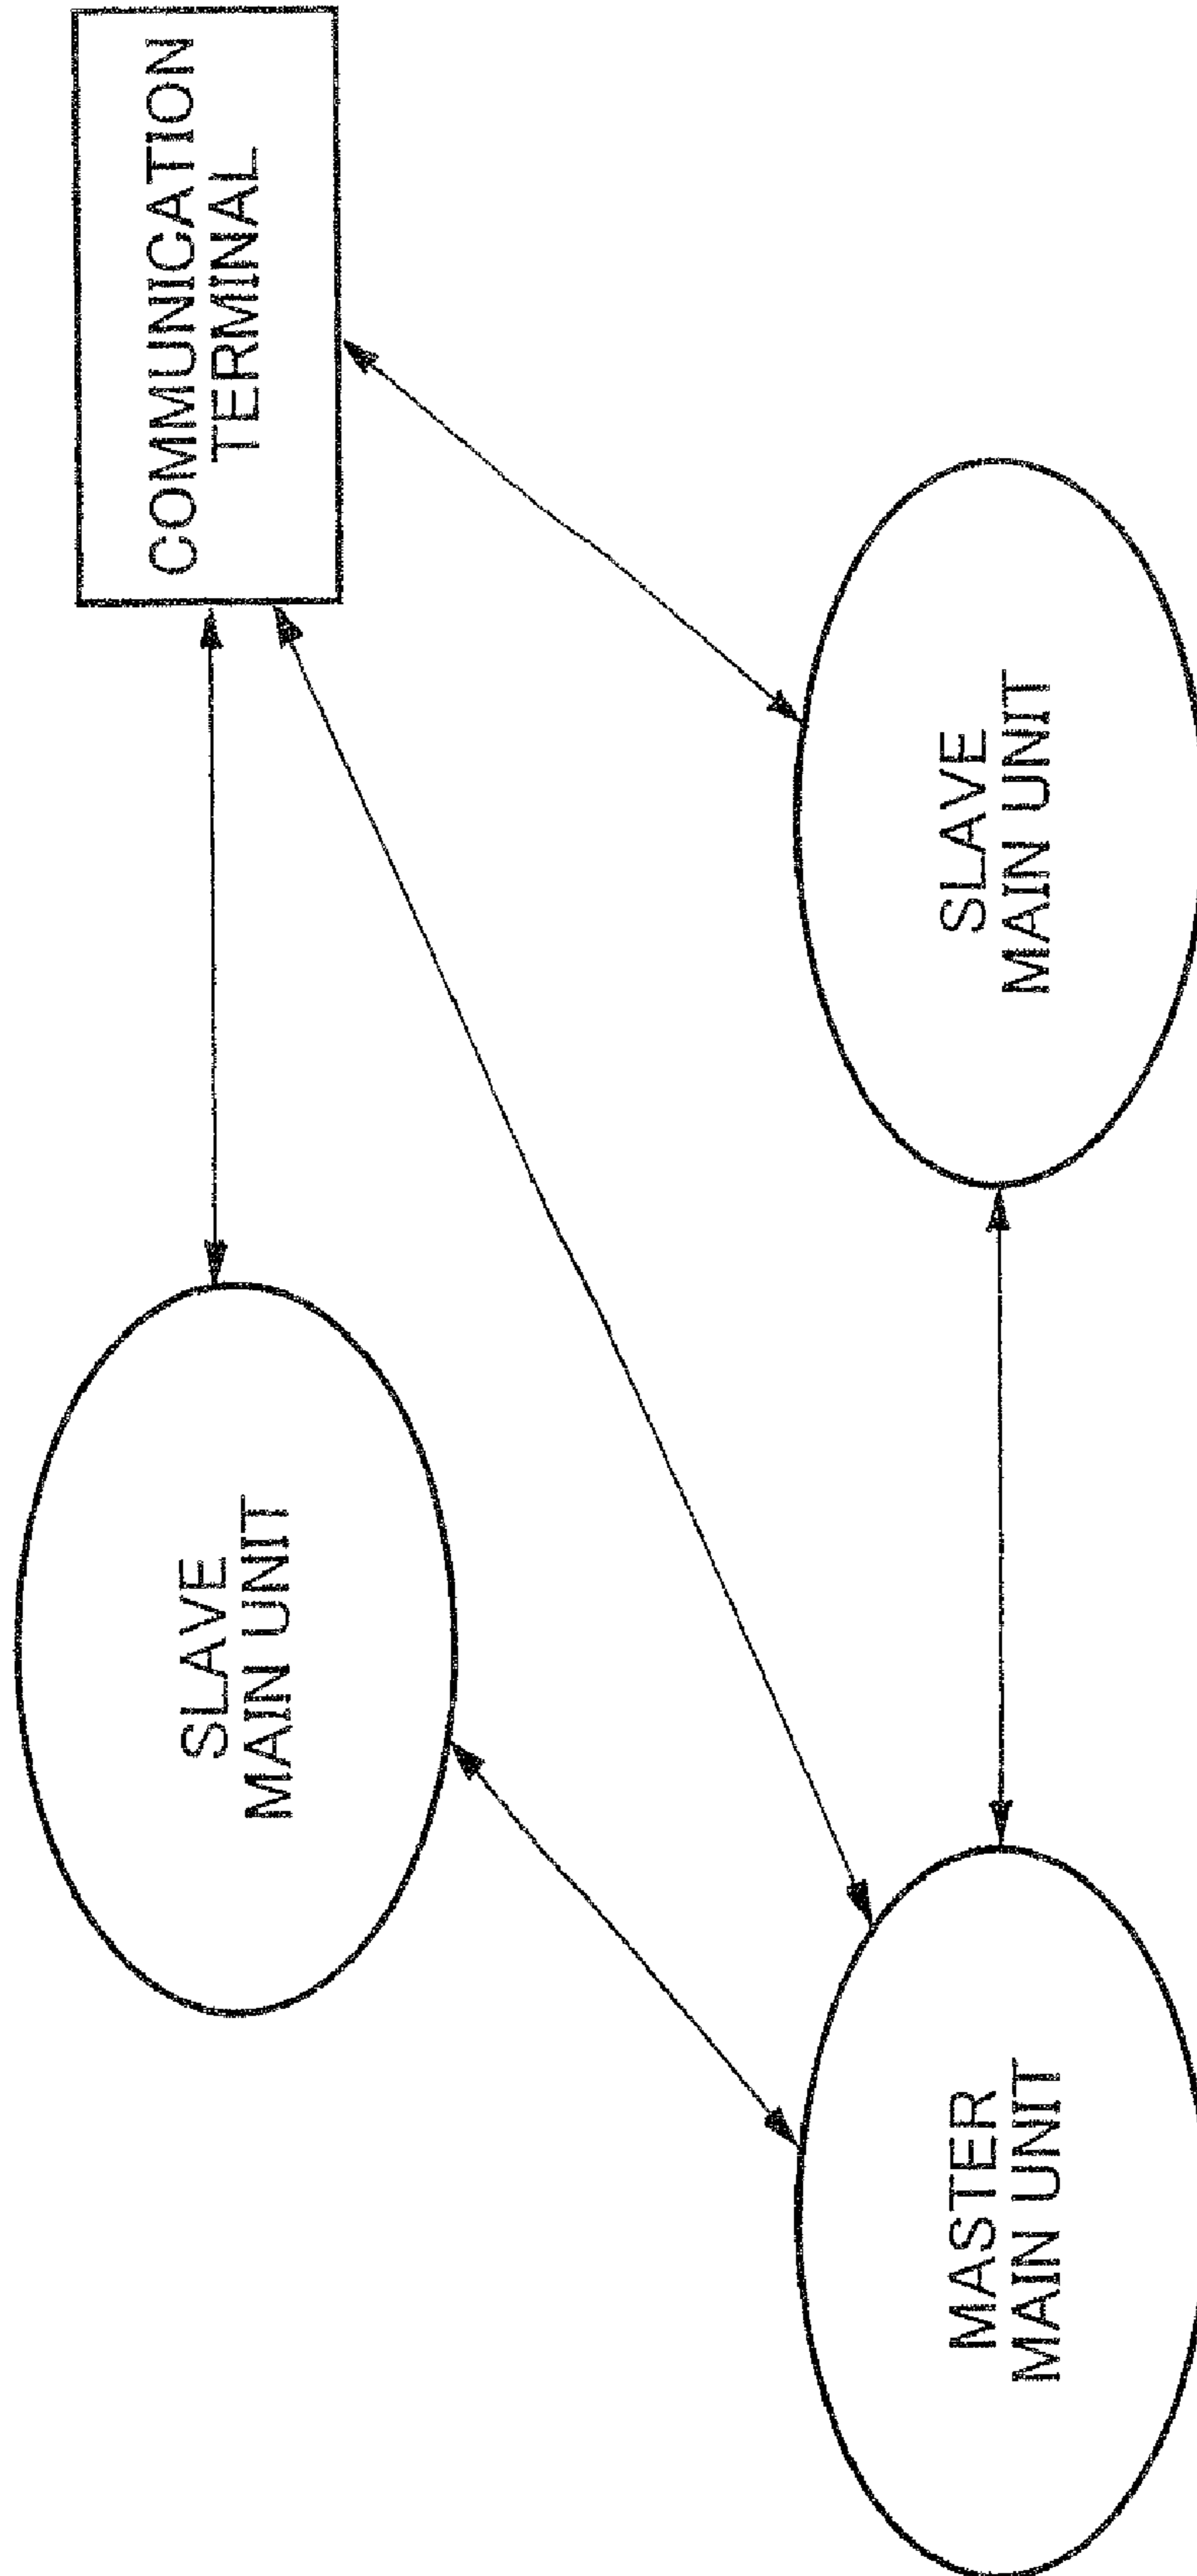 COMMUNICATION
TERMINAL
SLAVE
MAIN UNIT
SLAVE
MAIN UNIT
MASTER
MAIN UNIT